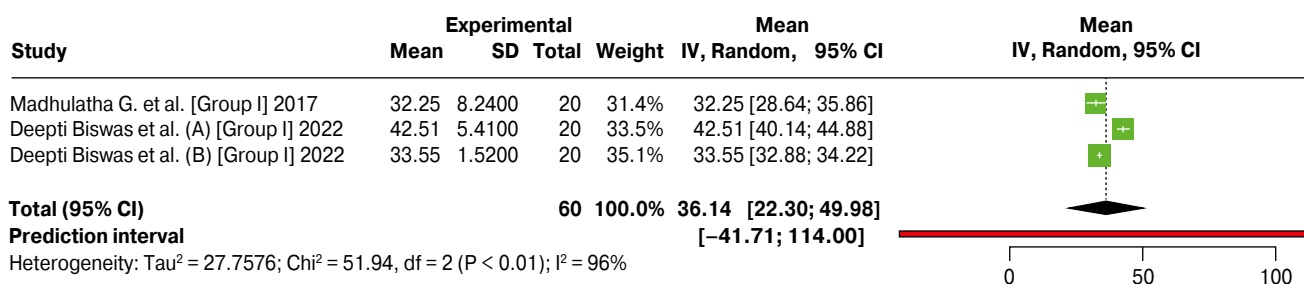 Experimental Mean Mean
Study Mean SD Total Weight IV, Random, 95% CI IV, Random, 95% CI
Madhulatha G. et al. [Group I] 2017 32.25 8.2400 20 31.4% 32.25 [28.64; 35.86]
Deepti Biswas et al. (A) [Group I] 2022 42.51 5.4100 20 33.5% 42.51 [40.14; 44.88]
Deepti Biswas et al. (B) [Group I] 2022 33.55 1.5200 20 35.1% 33.55 [32.88; 34.22]
Total (95% CI) 60 100.0% 36.14 [22.30; 49.98]
Prediction interval [−41.71; 114.00]
Heterogeneity: Tau² = 27.7576; Chi² = 51.94, df = 2 (P < 0.01); I² = 96%
0 50 100